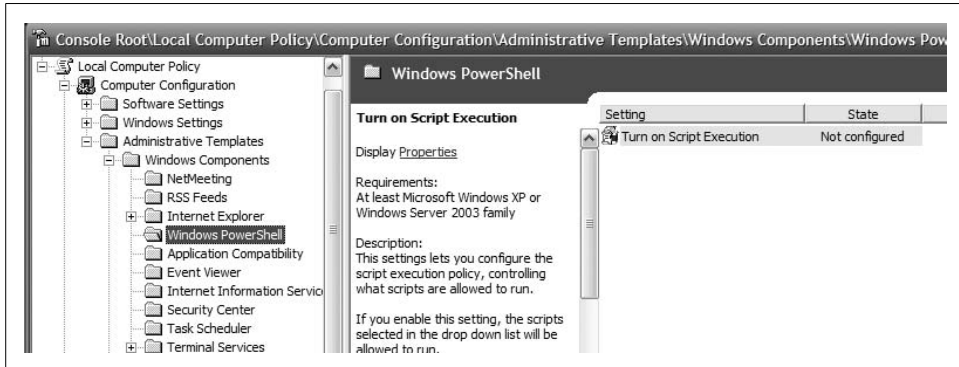 Console Root\Local Computer Policy\Computer Configuration\Administrative Templates\Windows Components\Windows Pow
Local Computer Policy
Computer Configuration
Software Settings
Windows Settings
Administrative Templates
Windows Components
NetMeeting
RSS Feeds
Internet Explorer
Windows PowerShell
Application Compatibility
Event Viewer
Internet Information Servic
Security Center
Task Scheduler
Terminal Services
Windows PowerShell
Turn on Script Execution
Display Properties
Requirements:
At least Microsoft Windows XP or
Windows Server 2003 family
Description:
This settings lets you configure the
script execution policy, controlling
what scripts are allowed to run.
If you enable this setting, the scripts
selected in the drop down list will be
allowed to run.
Setting State
Turn on Script Execution Not configured